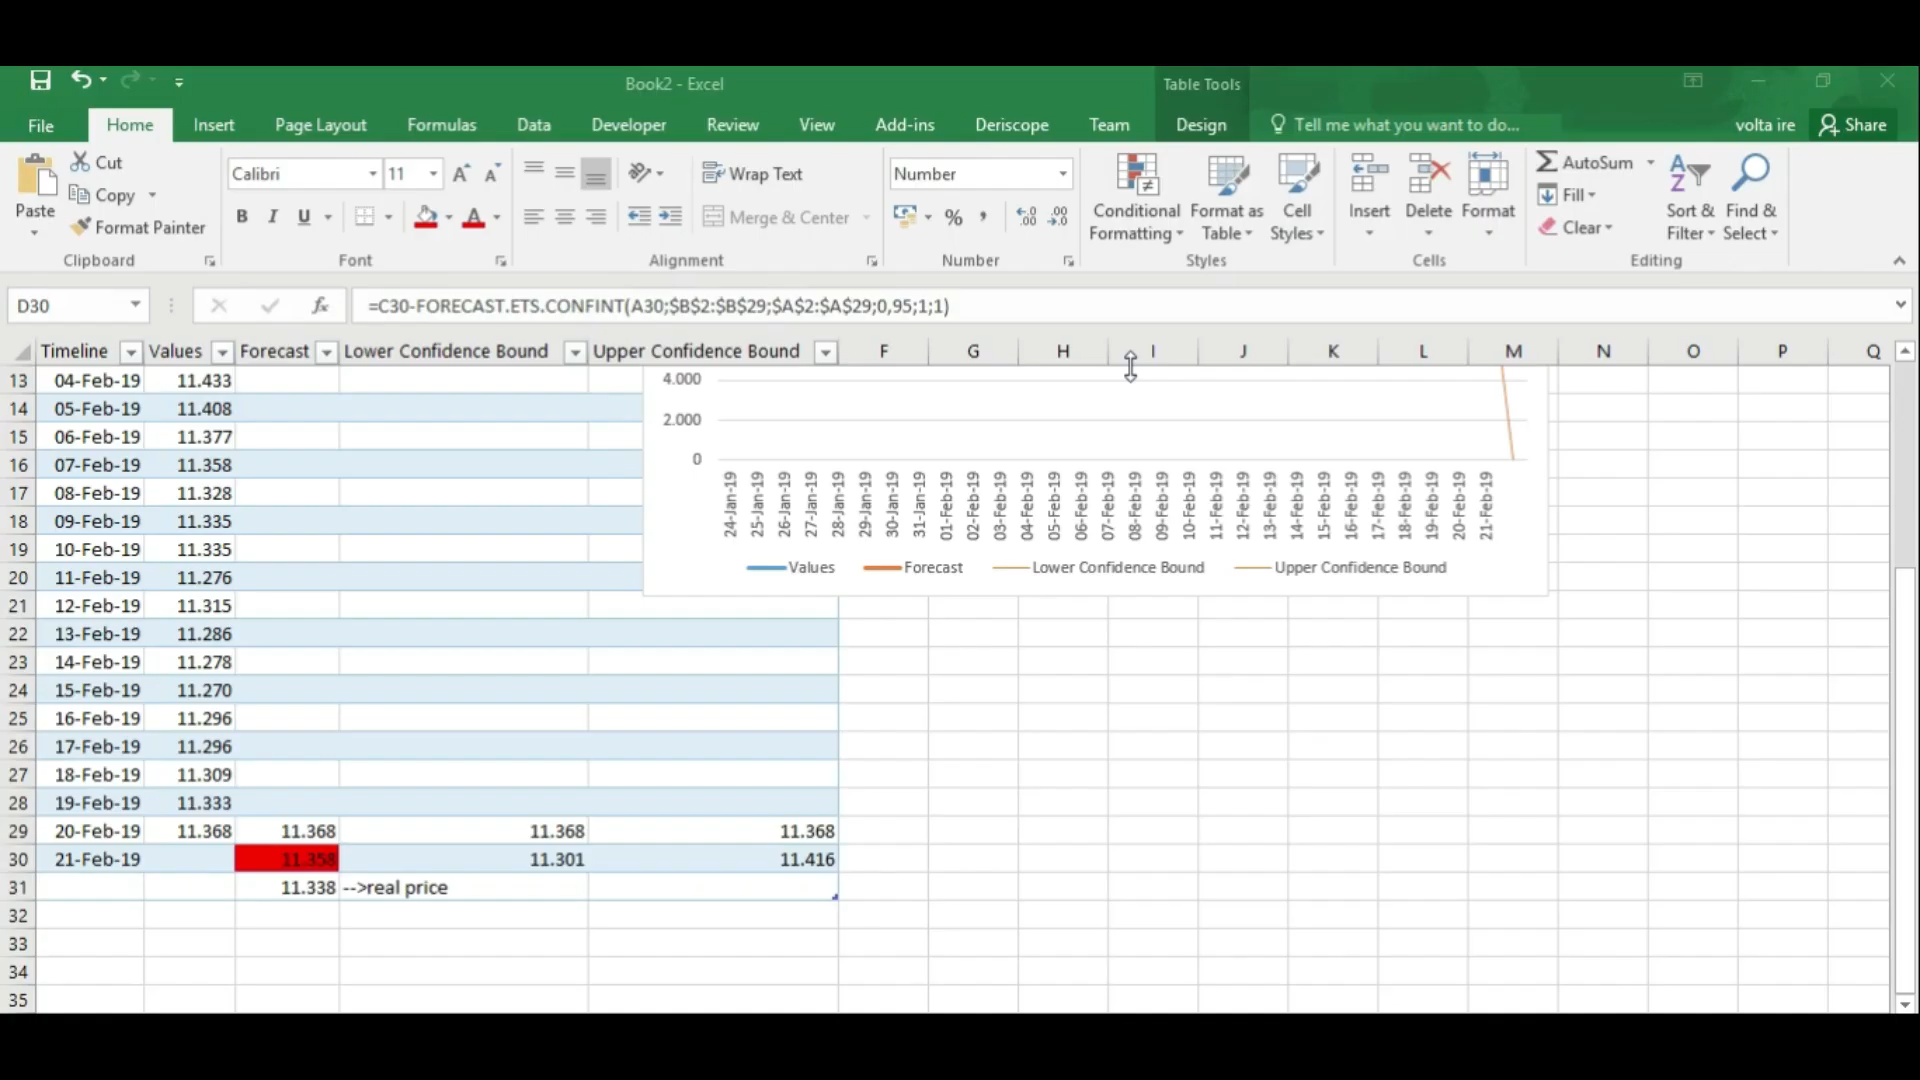 Book2 - Excel
Table Tools
File Home Insert Page Layout Formulas Data Developer Review View Add-ins Deriscope Team Design Tell me what you want to do... volta ire Share
Paste
Cut
Copy
Format Painter
Clipboard
Calibri 11
B I U
Font
Wrap Text
Merge & Center
Alignment
Number
%
Number
Conditional Formatting
Format as Table
Cell Styles
Styles
Insert
Delete
Format
Cells
AutoSum
Fill
Clear
Sort & Filter
Find & Select
Editing
D30 fx =C30-FORECAST.ETS.CONFINT(A30;$B$2:$B$29;$A$2:$A$29;0,95;1;1)
Timeline Values Forecast Lower Confidence Bound Upper Confidence Bound F G H I J K L M N O P Q
13 04-Feb-19 11.433
14 05-Feb-19 11.408
15 06-Feb-19 11.377
16 07-Feb-19 11.358
17 08-Feb-19 11.328
18 09-Feb-19 11.335
19 10-Feb-19 11.335
20 11-Feb-19 11.276
21 12-Feb-19 11.315
22 13-Feb-19 11.286
23 14-Feb-19 11.278
24 15-Feb-19 11.270
25 16-Feb-19 11.296
26 17-Feb-19 11.296
27 18-Feb-19 11.309
28 19-Feb-19 11.333
29 20-Feb-19 11.368 11.368 11.368 11.368
30 21-Feb-19 11.358 11.301 11.416
31 11.338 -->real price
32
33
34
35
4.000
2.000
0
24-Jan-19 25-Jan-19 26-Jan-19 27-Jan-19 28-Jan-19 29-Jan-19 30-Jan-19 31-Jan-19 01-Feb-19 02-Feb-19 03-Feb-19 04-Feb-19 05-Feb-19 06-Feb-19 07-Feb-19 08-Feb-19 09-Feb-19 10-Feb-19 11-Feb-19 12-Feb-19 13-Feb-19 14-Feb-19 15-Feb-19 16-Feb-19 17-Feb-19 18-Feb-19 19-Feb-19 20-Feb-19 21-Feb-19
Values Forecast Lower Confidence Bound Upper Confidence Bound